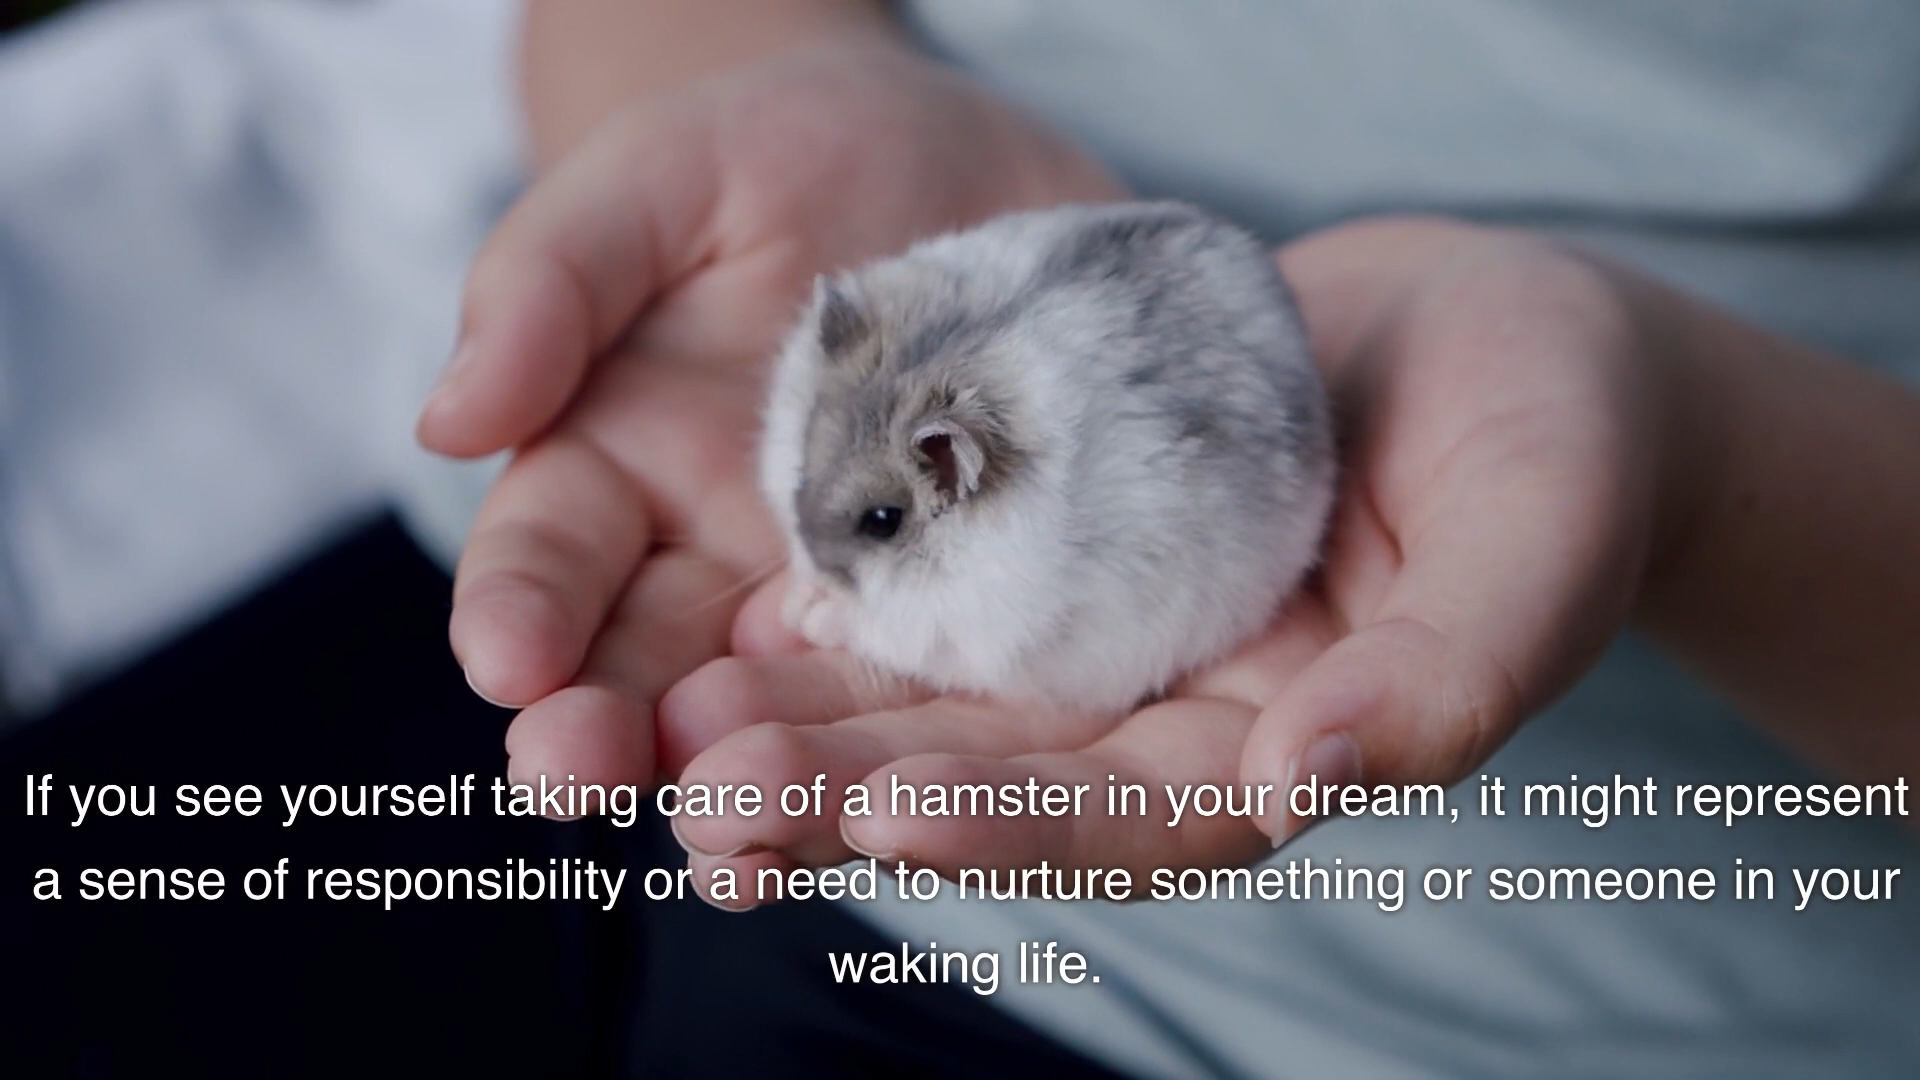 If you see yourself taking care of a hamster in your dream, it might represent
a sense of responsibility or a need to nurture something or someone in your
waking life.